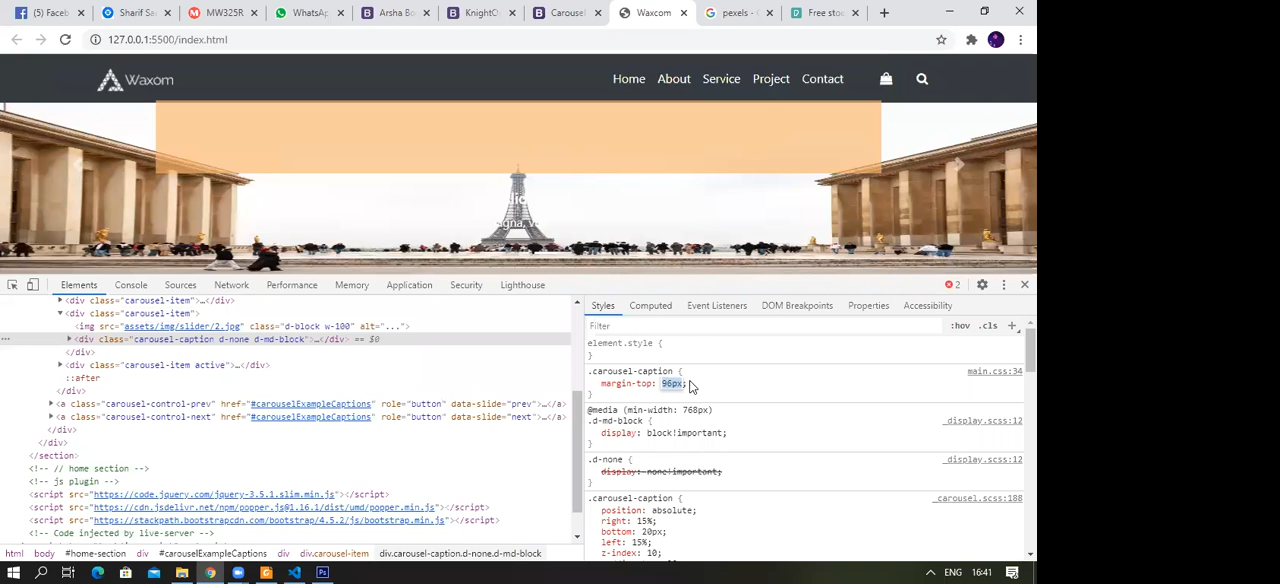 (5) Faceb
Sharif Sa
MW325R
WhatsAp
Arsha Bo
KnightO
Carouse
Waxcom
pexels -
Free stoc
127.0.0.1:5500/index.html
Waxom
Home About Service Project Contact
Elements Console Sources Network Performance Memory Application Security Lighthouse
2
<div class="carousel-item">…</div>
<div class="carousel-item">
<img src="assets/img/slider/2.jpg" class="d-block w-100" alt="...">
<div class="carousel-caption d-none d-md-block">…</div> == $0
</div>
<div class="carousel-item active">…</div>
::after
</div>
<a class="carousel-control-prev" href="#carouselExampleCaptions" role="button" data-slide="prev">…</a>
<a class="carousel-control-next" href="#carouselExampleCaptions" role="button" data-slide="next">…</a>
</div>
</div>
</section>
<!-- // home section -->
<!-- js plugin -->
<script src="https://code.jquery.com/jquery-3.5.1.slim.min.js"></script>
<script src="https://cdn.jsdelivr.net/npm/popper.js@1.16.1/dist/umd/popper.min.js"></script>
<script src="https://stackpath.bootstrapcdn.com/bootstrap/4.5.2/js/bootstrap.min.js"></script>
<!-- Code injected by live-server -->
html body #home-section div #carouselExampleCaptions div div.carousel-item div.carousel-caption.d-none.d-md-block
Styles Computed Event Listeners DOM Breakpoints Properties Accessibility
Filter :hov .cls +
element.style {
}
.carousel-caption { main.css:34
margin-top: 96px;
}
@media (min-width: 768px)
.d-md-block { _display.scss:12
display: block!important;
}
.d-none { _display.scss:12
display: none!important;
}
.carousel-caption { _carousel.scss:188
position: absolute;
right: 15%;
bottom: 20px;
left: 15%;
z-index: 10;
ENG 16:41